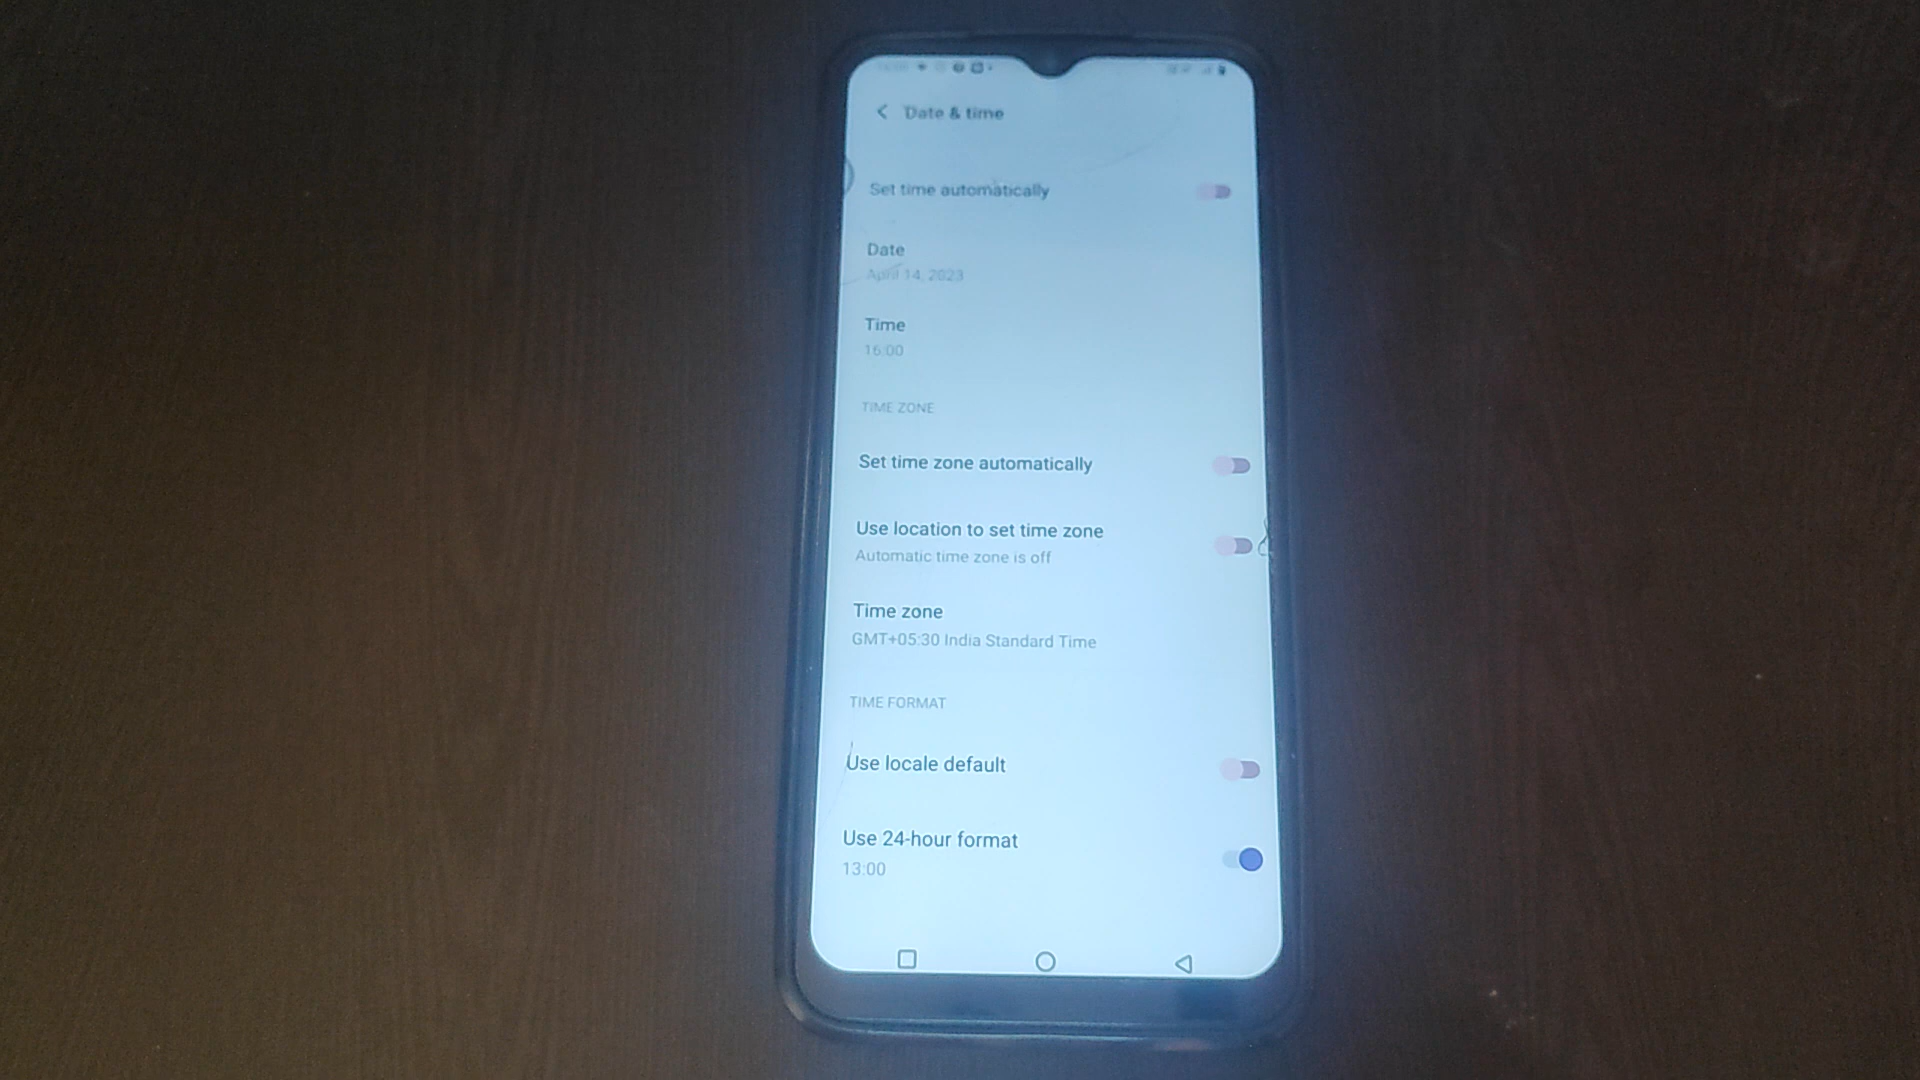 Date & time
Set time automatically
Date
April 14, 2023
Time
16:00
TIME ZONE
Set time zone automatically
Use location to set time zone
Automatic time zone is off
Time zone
GMT+05:30 India Standard Time
TIME FORMAT
Use locale default
Use 24-hour format
13:00